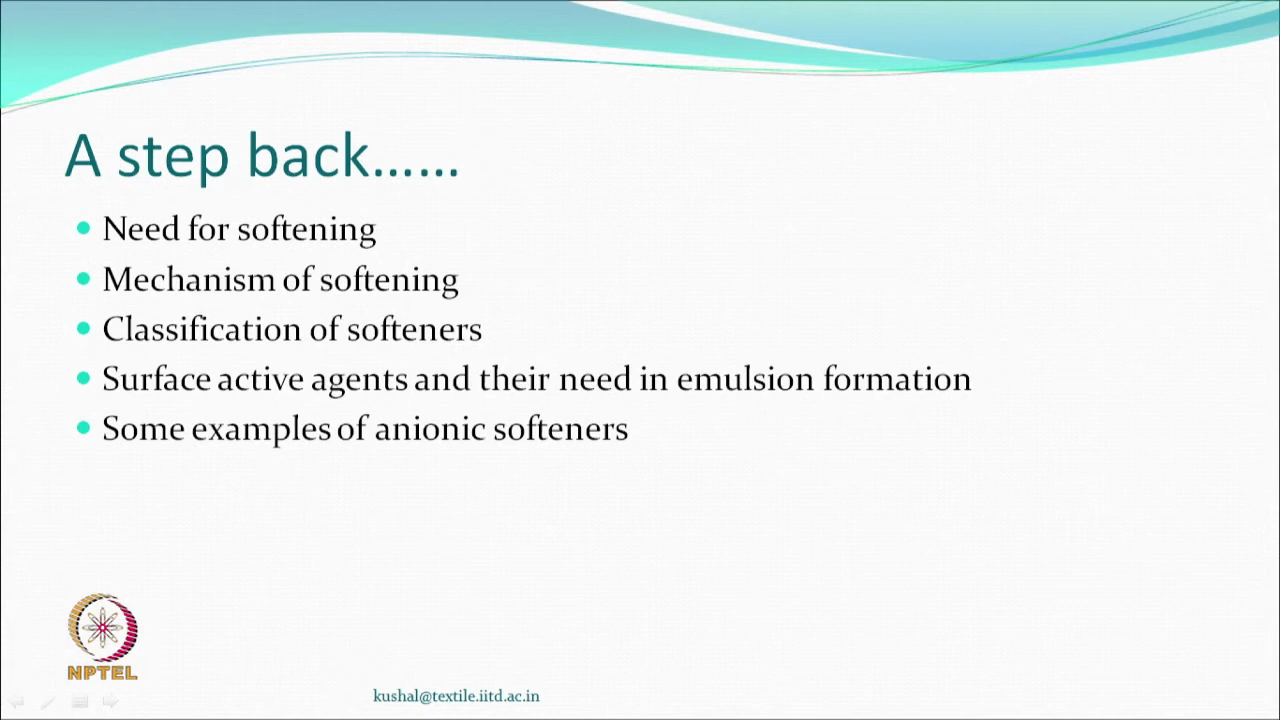 A step back......
Need for softening
Mechanism of softening
Classification of softeners
Surface active agents and their need in emulsion formation
Some examples of anionic softeners
NPTEL
kushal@textile.iitd.ac.in